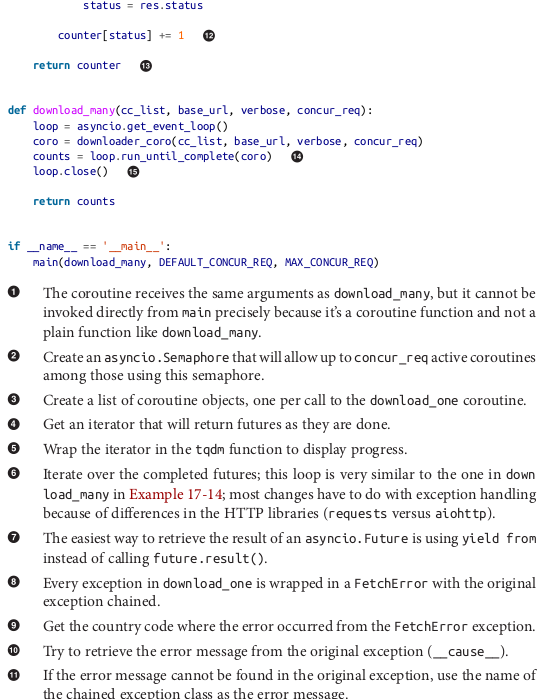 status = res.status
counter[status] += 1 ⓬
return counter ⓭
def download_many(cc_list, base_url, verbose, concur_req):
loop = asyncio.get_event_loop()
coro = downloader_coro(cc_list, base_url, verbose, concur_req)
counts = loop.run_until_complete(coro) ⓮
loop.close() ⓯
return counts
if __name__ == '__main__':
main(download_many, DEFAULT_CONCUR_REQ, MAX_CONCUR_REQ)
❶ The coroutine receives the same arguments as download_many, but it cannot be
invoked directly from main precisely because it’s a coroutine function and not a
plain function like download_many.
❷ Create an asyncio.Semaphore that will allow up to concur_req active coroutines
among those using this semaphore.
❸ Create a list of coroutine objects, one per call to the download_one coroutine.
❹ Get an iterator that will return futures as they are done.
❺ Wrap the iterator in the tqdm function to display progress.
❻ Iterate over the completed futures; this loop is very similar to the one in down
load_many in Example 17-14; most changes have to do with exception handling
because of differences in the HTTP libraries (requests versus aiohttp).
❼ The easiest way to retrieve the result of an asyncio.Future is using yield from
instead of calling future.result().
❽ Every exception in download_one is wrapped in a FetchError with the original
exception chained.
❾ Get the country code where the error occurred from the FetchError exception.
❿ Try to retrieve the error message from the original exception (__cause__).
⓫ If the error message cannot be found in the original exception, use the name of
the chained exception class as the error message.